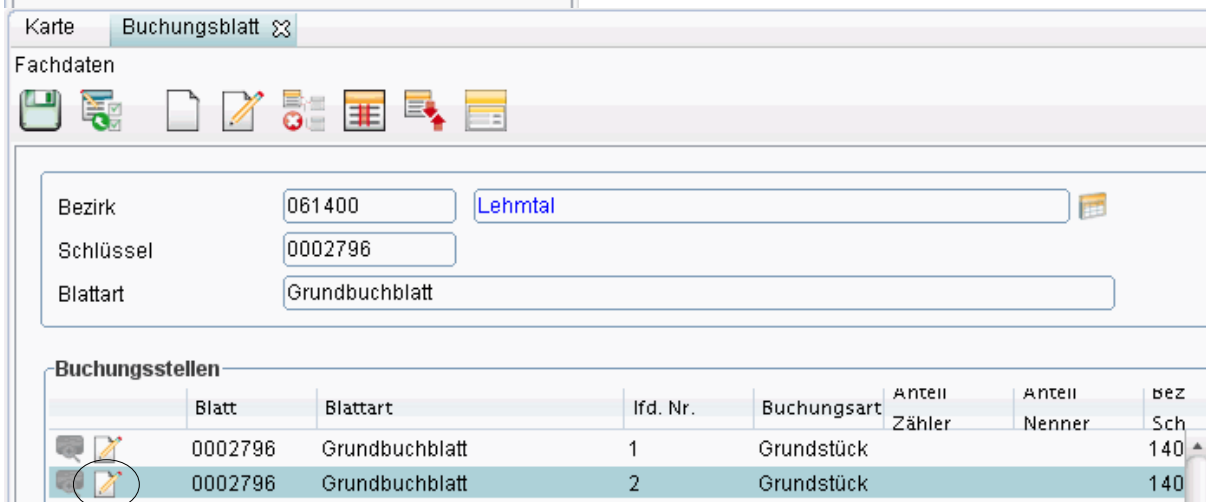 Karte Buchungsblatt
Fachdaten
Bezirk 061400 Lehmtal
Schlüssel 0002796
Blattart Grundbuchblatt
Buchungsstellen
Blatt Blattart lfd. Nr. Buchungsart Anteil Zähler Anteil Nenner Bez Sch
0002796 Grundbuchblatt 1 Grundstück 140
0002796 Grundbuchblatt 2 Grundstück 140